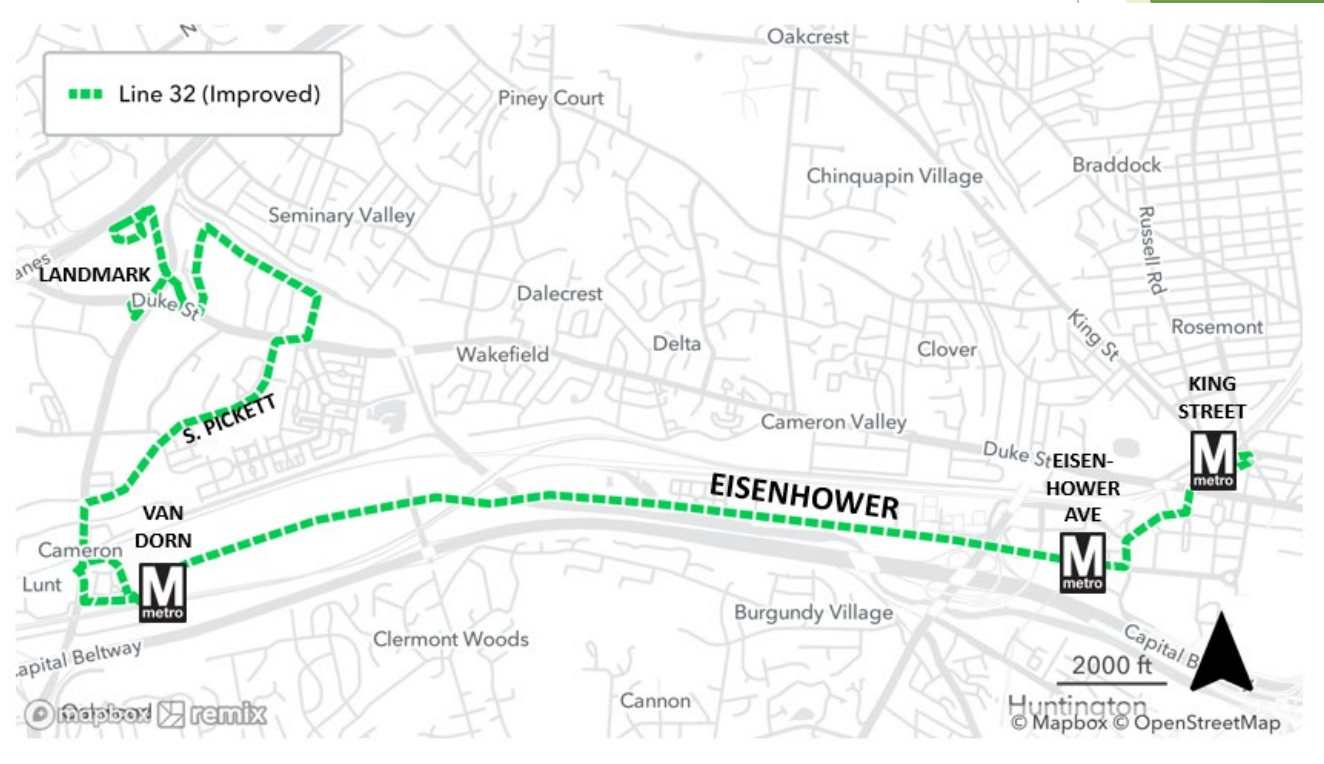 N
Oakcrest
Line 32 (Improved)
Piney Court
Braddock
Chinquapin Village
Seminary Valley
Russell Rd
anes
LANDMARK
Duke St
Dalecrest
King St
Rosemont
Wakefield
Delta
Clover
KING
STREET
M
metro
S. PICKETT
Cameron Valley
Duke St
EISEN-
HOWER
AVE
M
metro
EISENHOWER
VAN
DORN
M
metro
Cameron
Lunt
Burgundy Village
Clermont Woods
apital Beltway
Capital B
2000 ft
Cannon
Huntington
mapbox
remix
© Mapbox © OpenStreetMap